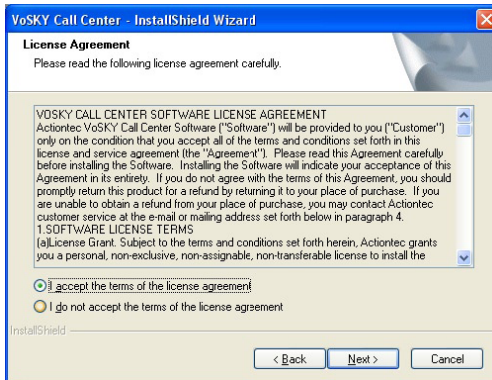 VoSKY Call Center - InstallShield Wizard
License Agreement
Please read the following license agreement carefully.
VOSKY CALL CENTER SOFTWARE LICENSE AGREEMENT
Actiontec VoSKY Call Center Software ("Software") will be provided to you ("Customer")
only on the condition that you accept all of the terms and conditions set forth in this
license and service agreement (the "Agreement"). Please read this Agreement carefully
before installing the Software. Installing the Software will indicate your acceptance of this
Agreement in its entirety. If you do not agree with the terms of this Agreement, you should
promptly return this product for a refund by returning it to your place of purchase. If you
are unable to obtain a refund from your place of purchase, you may contact Actiontec
customer service at the e-mail or mailing address set forth below in paragraph 4.
1.SOFTWARE LICENSE TERMS
(a)License Grant. Subject to the terms and conditions set forth herein, Actiontec grants
you a personal, non-exclusive, non-assignable, non-transferable license to install the
I accept the terms of the license agreement
I do not accept the terms of the license agreement
InstallShield
< Back Next > Cancel